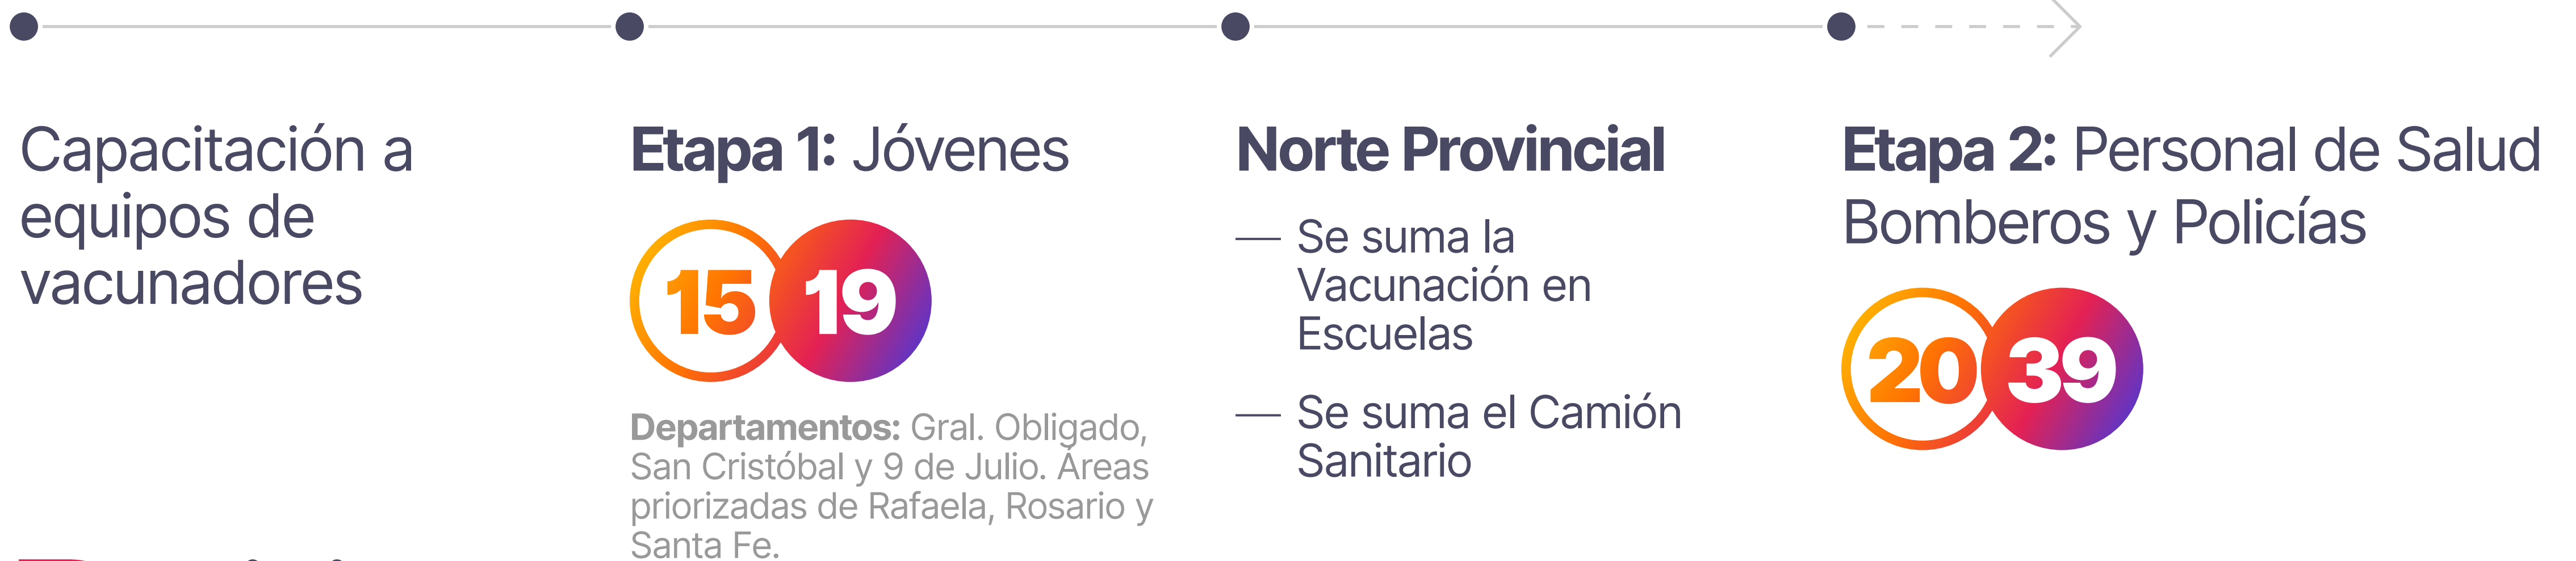 Capacitación a
equipos de
vacunadores
Etapa 1: Jóvenes
15 19
Departamentos: Gral. Obligado,
San Cristóbal y 9 de Julio. Áreas
priorizadas de Rafaela, Rosario y
Santa Fe.
Norte Provincial
— Se suma la
Vacunación en
Escuelas
— Se suma el Camión
Sanitario
Etapa 2: Personal de Salud
Bomberos y Policías
20 39